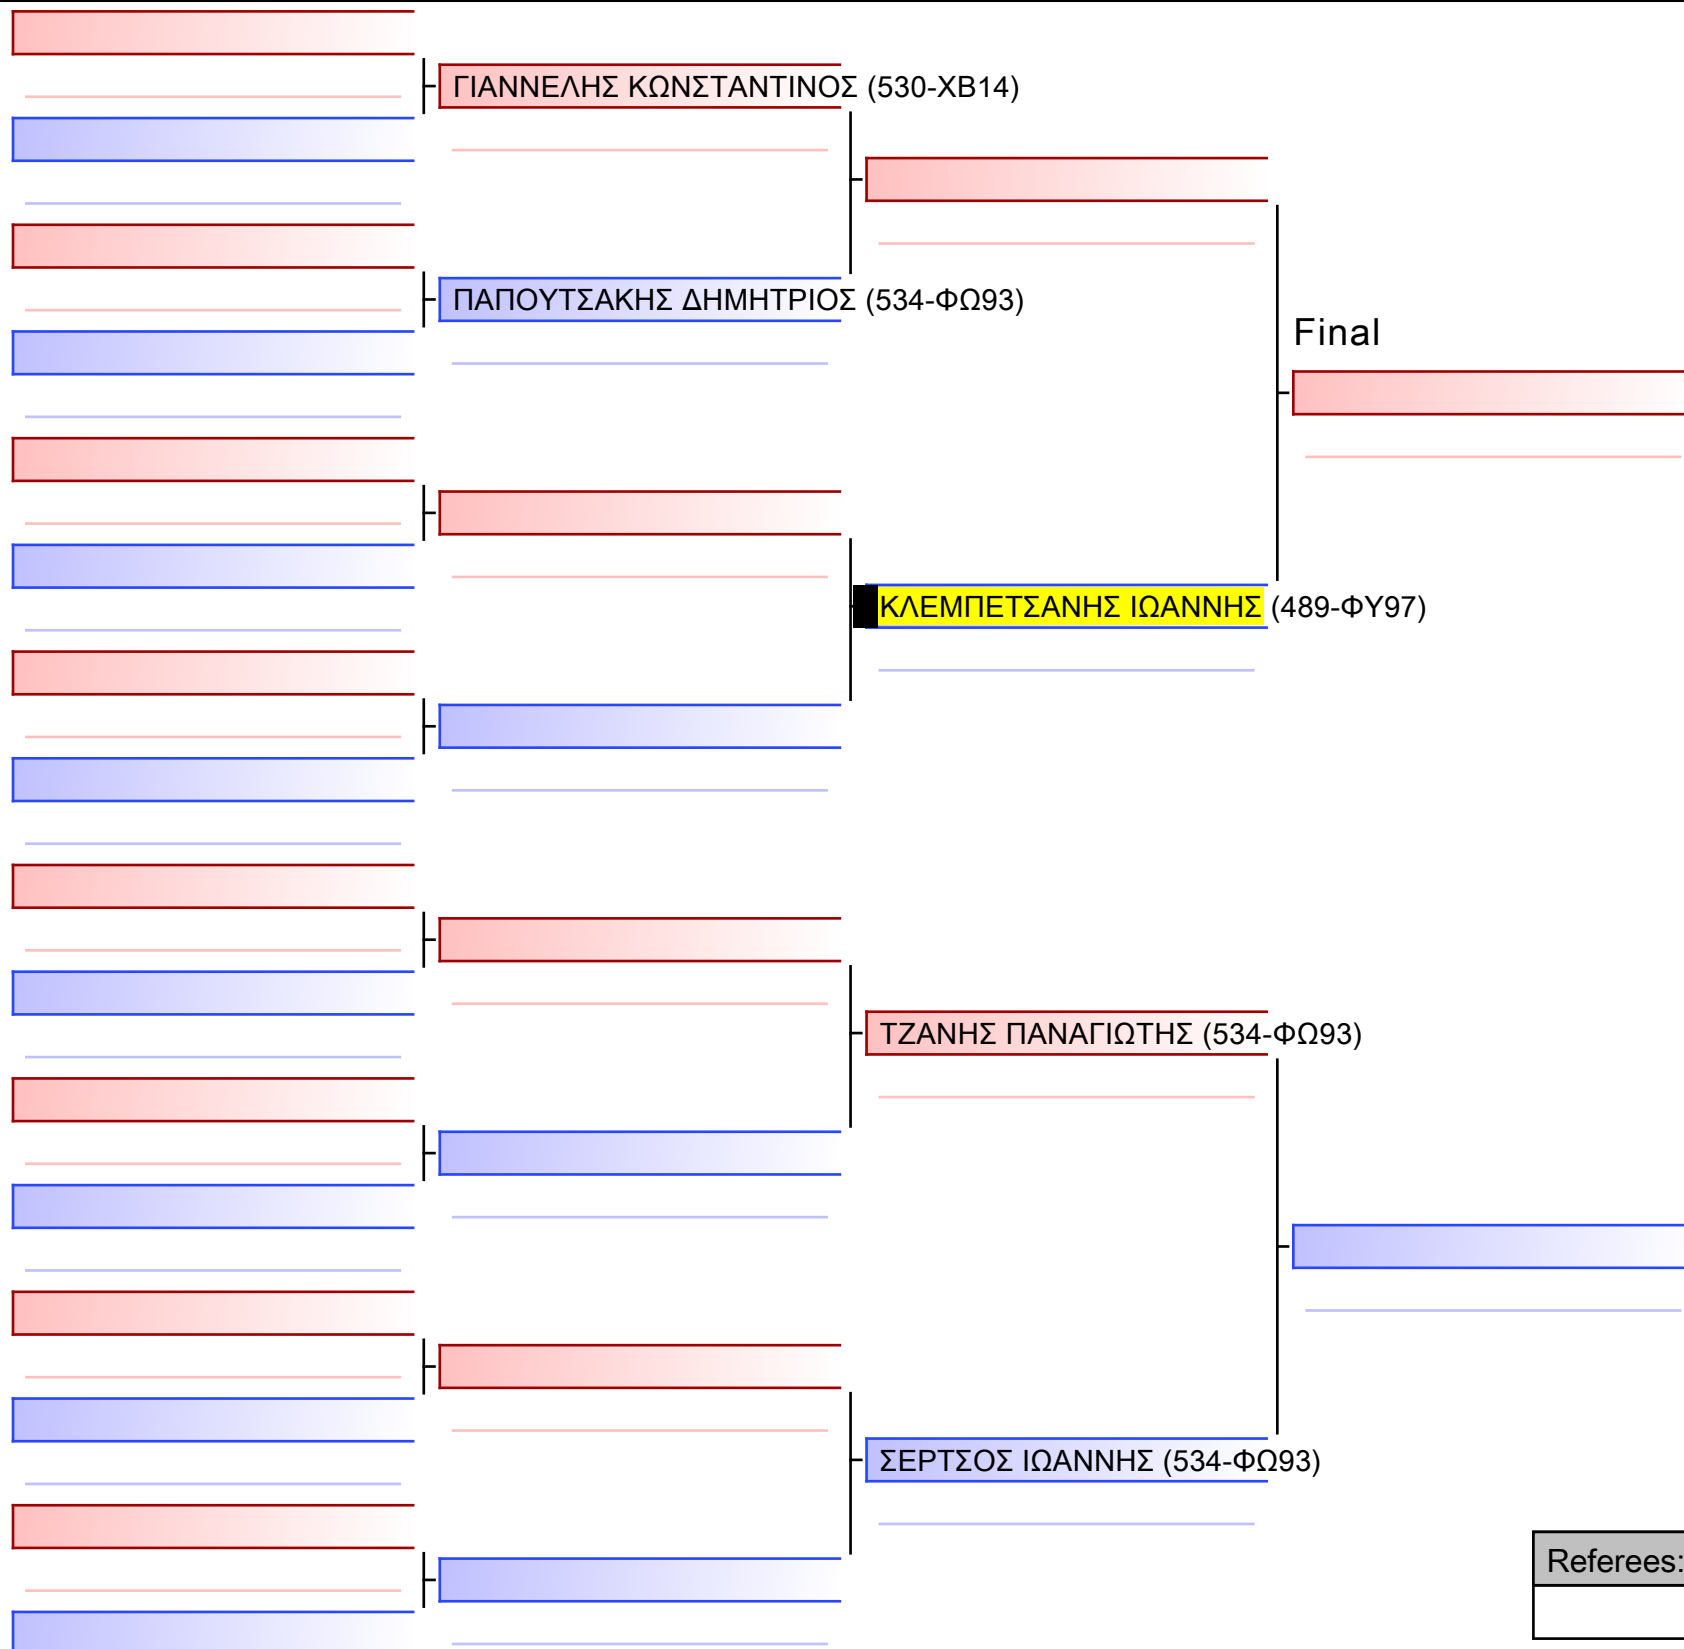 ΓΙΑΝΝΕΛΗΣ ΚΩΝΣΤΑΝΤΙΝΟΣ (530-ΧΒ14)
ΠΑΠΟΥΤΣΑΚΗΣ ΔΗΜΗΤΡΙΟΣ (534-ΦΩ93)
Final
ΚΛΕΜΠΕΤΣΑΝΗΣ ΙΩΑΝΝΗΣ (489-ΦΥ97)
ΤΖΑΝΗΣ ΠΑΝΑΓΙΩΤΗΣ (534-ΦΩ93)
ΣΕΡΤΣΟΣ ΙΩΑΝΝΗΣ (534-ΦΩ93)
Referees: